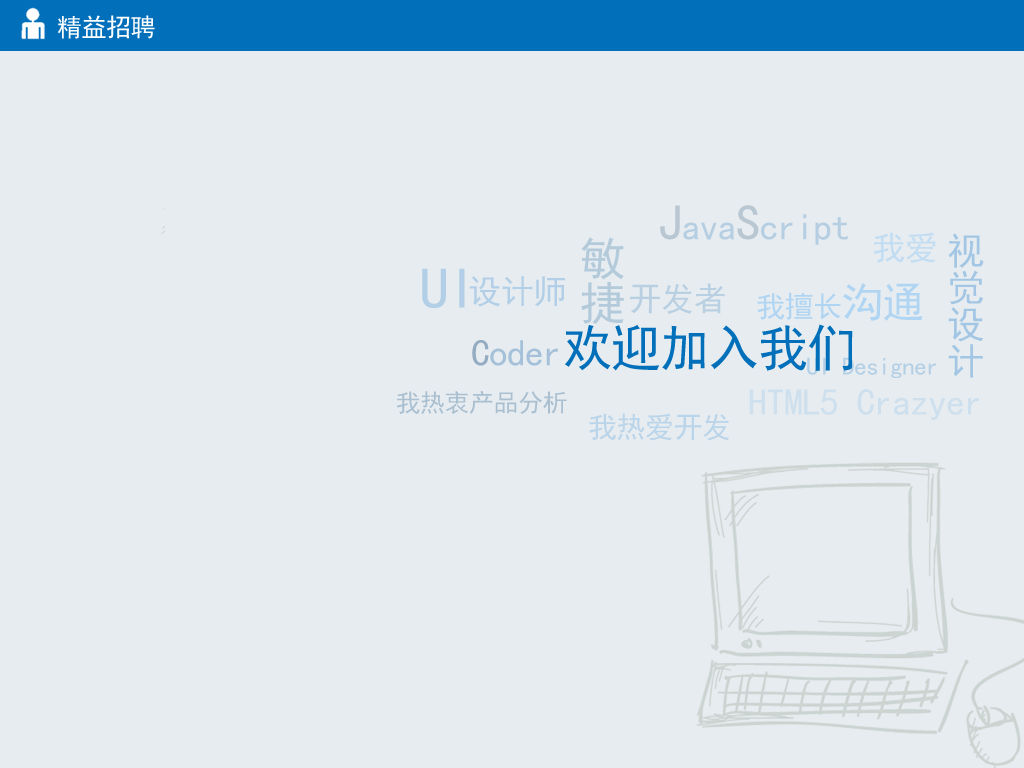 精益招聘
JavaScript
我爱
视觉设计
敏捷
UI设计师
开发者
我擅长沟通
Coder
欢迎加入我们
UI Designer
我热衷产品分析
HTML5 Crazyer
我热爱开发